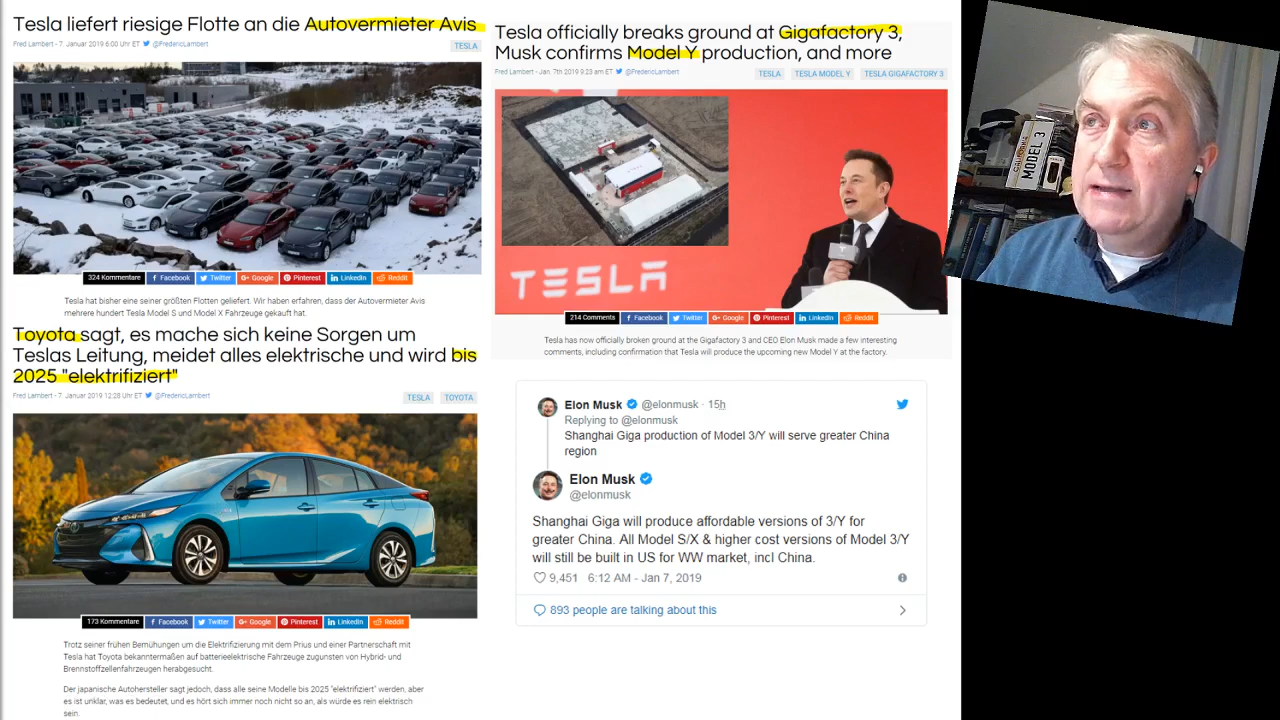 Tesla liefert riesige Flotte an die Autovermieter Avis
Fred Lambert - 7. Januar 2019 6:00 Uhr ET @FredericLambert
TESLA
324 Kommentare Facebook Twitter Google Pinterest LinkedIn Reddit
Tesla hat bisher eine seiner größten Flotten geliefert. Wir haben erfahren, dass der Autovermieter Avis
mehrere hundert Tesla Model S und Model X Fahrzeuge gekauft hat.
Toyota sagt, es mache sich keine Sorgen um
Teslas Leitung, meidet alles elektrische und wird bis
2025 "elektrifiziert"
Fred Lambert - 7. Januar 2019 12:28 Uhr ET @FredericLambert
TESLA TOYOTA
173 Kommentare Facebook Twitter Google Pinterest LinkedIn Reddit
Trotz seiner frühen Bemühungen um die Elektrifizierung mit dem Prius und einer Partnerschaft mit
Tesla hat Toyota bekanntermaßen auf batterieelektrische Fahrzeuge zugunsten von Hybrid- und
Brennstoffzellenfahrzeugen herabgesucht.
Der japanische Autohersteller sagt jedoch, dass alle seine Modelle bis 2025 "elektrifiziert" werden, aber
es ist unklar, was es bedeutet, und es hört sich immer noch nicht so an, als würde es rein elektrisch
sein.
Tesla officially breaks ground at Gigafactory 3,
Musk confirms Model Y production, and more
Fred Lambert - Jan. 7th 2019 9:23 am ET @FredericLambert
TESLA TESLA MODEL Y TESLA GIGAFACTORY 3
TESLA
214 Comments Facebook Twitter Google Pinterest LinkedIn Reddit
Tesla has now officially broken ground at the Gigafactory 3 and CEO Elon Musk made a few interesting
comments, including confirmation that Tesla will produce the upcoming new Model Y at the factory.
Elon Musk @elonmusk · 15h
Replying to @elonmusk
Shanghai Giga production of Model 3/Y will serve greater China
region
Elon Musk
@elonmusk
Shanghai Giga will produce affordable versions of 3/Y for
greater China. All Model S/X & higher cost versions of Model 3/Y
will still be built in US for WW market, incl China.
9,451 6:12 AM - Jan 7, 2019
893 people are talking about this
CALIFORNIA
MODEL 3